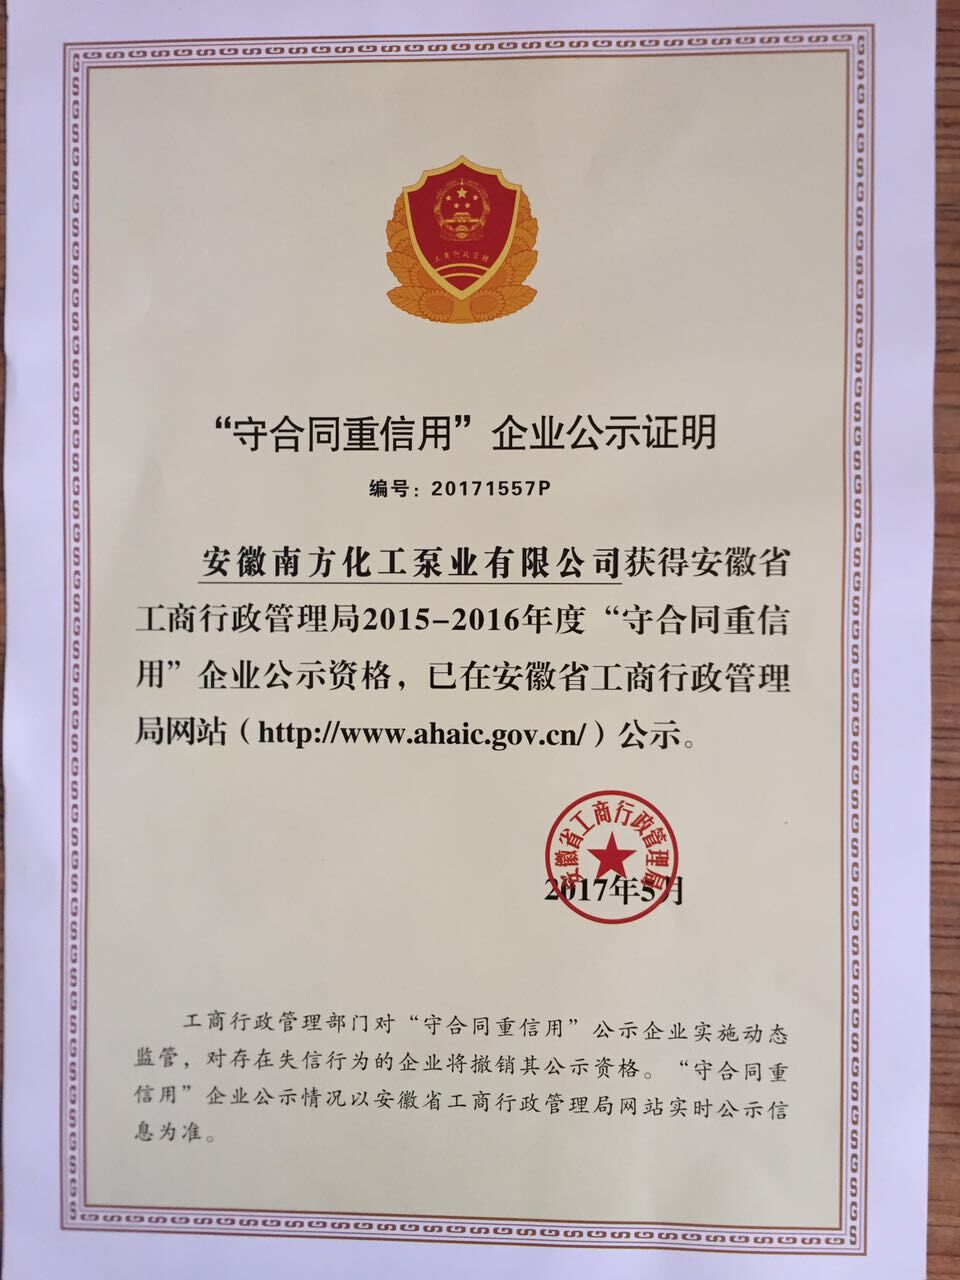 工商行政管理
“守合同重信用”企业公示证明
编号：20171557P
安徽南方化工泵业有限公司获得安徽省
工商行政管理局2015-2016年度“守合同重信
用”企业公示资格，已在安徽省工商行政管理
局网站（http://www.ahaic.gov.cn/）公示。
安徽省工商行政管理局
2017年5月
工商行政管理部门对“守合同重信用”公示企业实施动态
监管，对存在失信行为的企业将撤销其公示资格。“守合同重
信用”企业公示情况以安徽省工商行政管理局网站实时公示信
息为准。